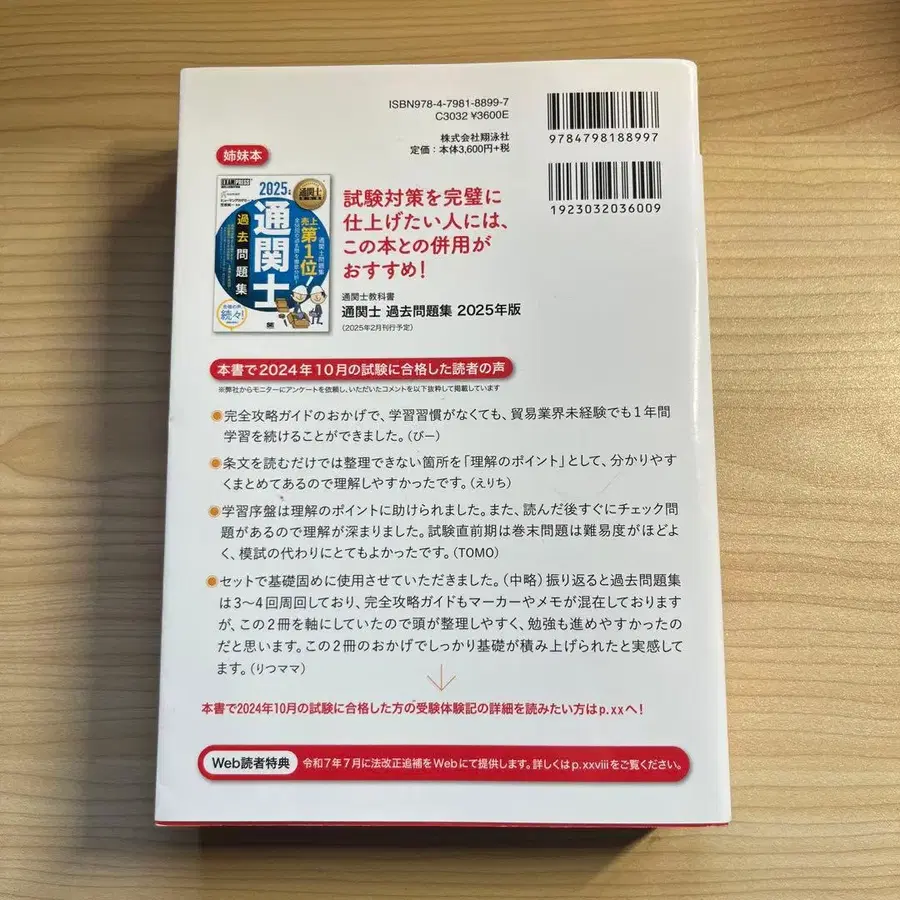 ISBN978-4-7981-8899-7
C3032 ¥3600E
株式会社翔泳社
定価：本体3,600円+税
9784798188997
1923032036009
姉妹本
EXAMPRESS
2025年版
通関士
過去問題集
売上第1位!
続々!
試験対策を完璧に
仕上げたい人には、
この本との併用が
おすすめ！
通関士教科書
通関士 過去問題集 2025年版
（2025年2月刊行予定）
本書で2024年10月の試験に合格した読者の声
※弊社からモニターにアンケートを依頼し、いただいたコメントを以下抜粋して掲載しています
完全攻略ガイドのおかげで、学習習慣がなくても、貿易業界未経験でも1年間
学習を続けることができました。（びー）
条文を読むだけでは整理できない箇所を「理解のポイント」として、分かりやす
くまとめてあるので理解しやすかったです。（えりち）
学習序盤は理解のポイントに助けられました。また、読んだ後すぐにチェック問
題があるので理解が深まりました。試験直前期は巻末問題は難易度がほどよ
く、模試の代わりにとてもよかったです。（TOMO）
セットで基礎固めに使用させていただきました。（中略）振り返ると過去問題集
は3～4回周回しており、完全攻略ガイドもマーカーやメモが混在しております
が、この2冊を軸にしていたので頭が整理しやすく、勉強も進めやすかったの
だと思います。この2冊のおかげでしっかり基礎が積み上げられたと実感してい
ます。（りつママ）
本書で2024年10月の試験に合格した方の受験体験記の詳細を読みたい方はp.xxへ！
Web読者特典 令和7年7月に法改正追補をWebにて提供します。詳しくはp.xxviiiをご覧ください。